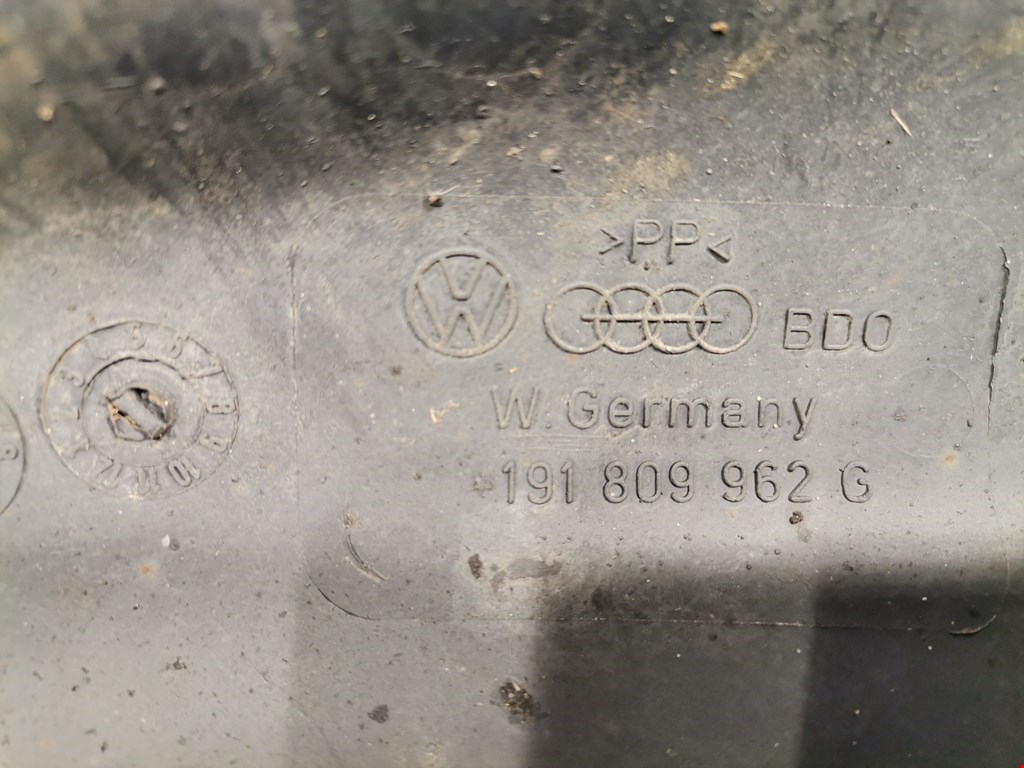 >PP<
BDO
W. Germany
191 809 962 G